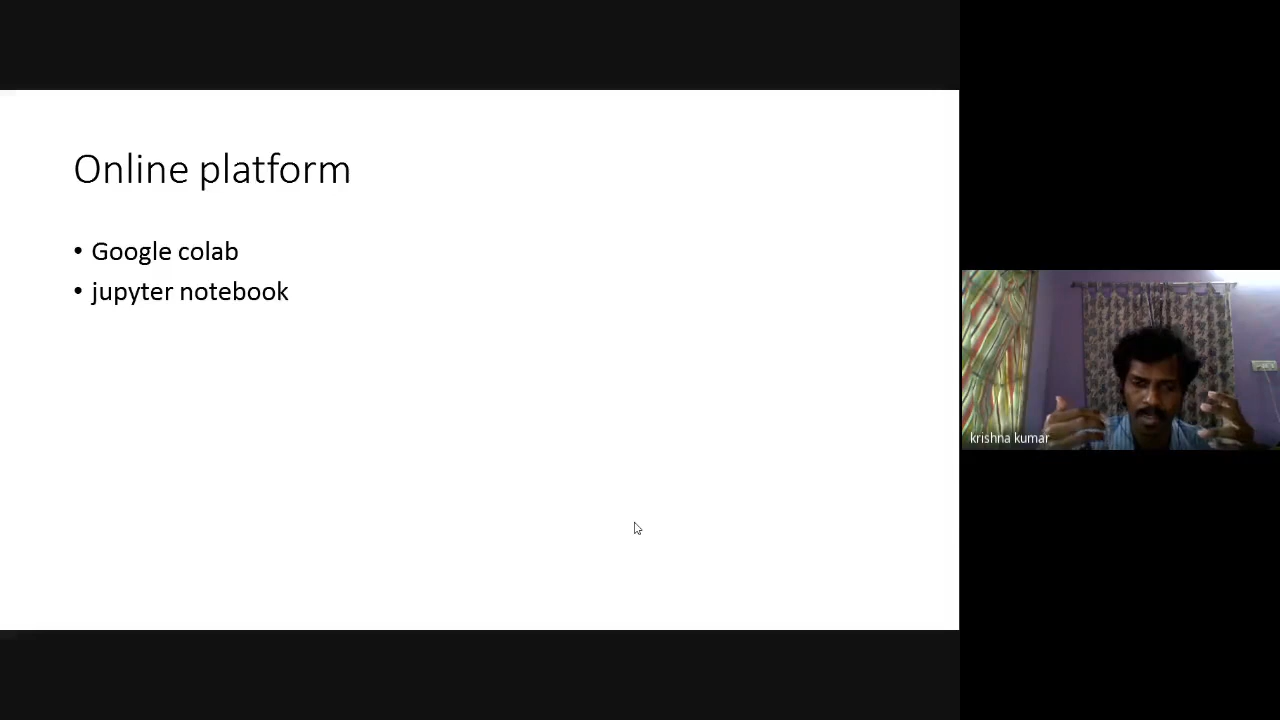 Online platform
• Google colab
• jupyter notebook
krishna kumar